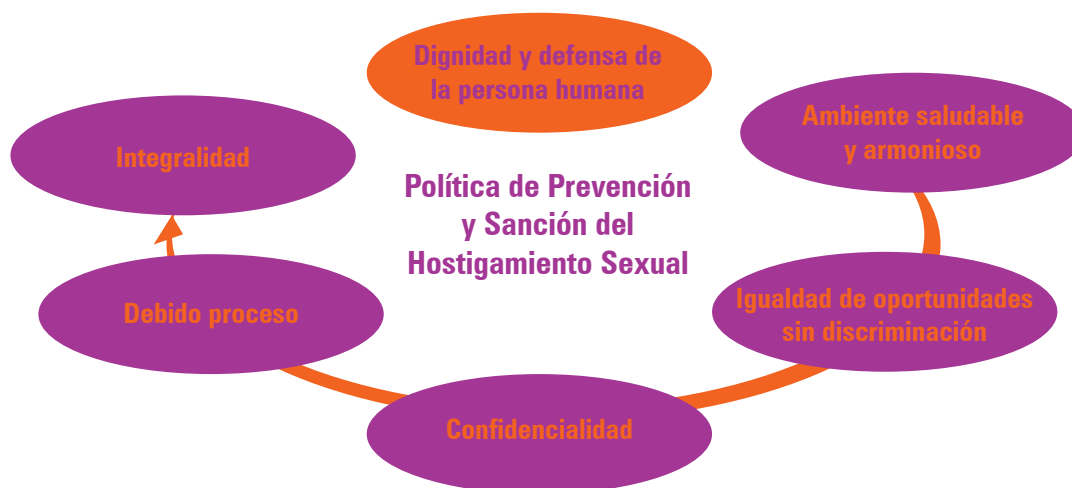 Dignidad y defensa de
la persona humana
Ambiente saludable
y armonioso
Integralidad
Política de Prevención
y Sanción del
Hostigamiento Sexual
Igualdad de oportunidades
sin discriminación
Debido proceso
Confidencialidad